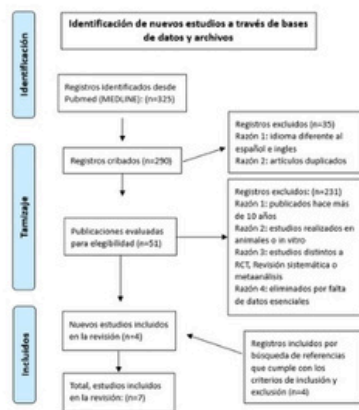 Identificación de nuevos estudios a través de bases
de datos y archivos
Identificación
Registros identificados desde
Pubmed (MEDLINE): (n=325)
Registros excluidos (n=35)
Razón 1: idioma diferente al
español e ingles
Razón 2: artículos duplicados
Tamizaje
Registros cribados (n=290)
Registros excluidos: (n=231)
Razón 1: publicados hace mas
de 10 años
Razón 2: estudios realizados en
animales o in vitro
Razón 3: estudios distintos a
RCT, Revisión sistemática o
metaanálisis
Razón 4: eliminados por falta
de datos esenciales
Publicaciones evaluadas
para elegibilidad (n=51)
Incluidos
Nuevos estudios incluidos
en la revisión (n=4)
Registros incluidos por
búsqueda de referencias
que cumple con los
criterios de inclusión y
exclusión (n=4)
Total, estudios incluidos
en la revisión: (n=7)